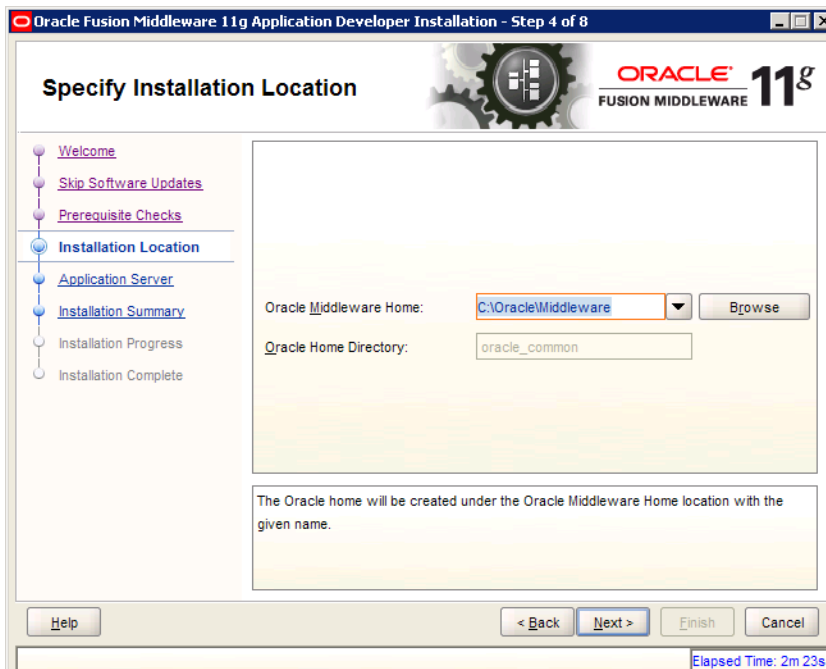 Oracle Fusion Middleware 11g Application Developer Installation - Step 4 of 8
Specify Installation Location
ORACLE
FUSION MIDDLEWARE
11g
Welcome
Skip Software Updates
Prerequisite Checks
Installation Location
Application Server
Installation Summary
Installation Progress
Installation Complete
Oracle Middleware Home:
C:\Oracle\Middleware
Browse
Oracle Home Directory:
oracle_common
The Oracle home will be created under the Oracle Middleware Home location with the
given name.
Help
< Back
Next >
Finish
Cancel
Elapsed Time: 2m 23s